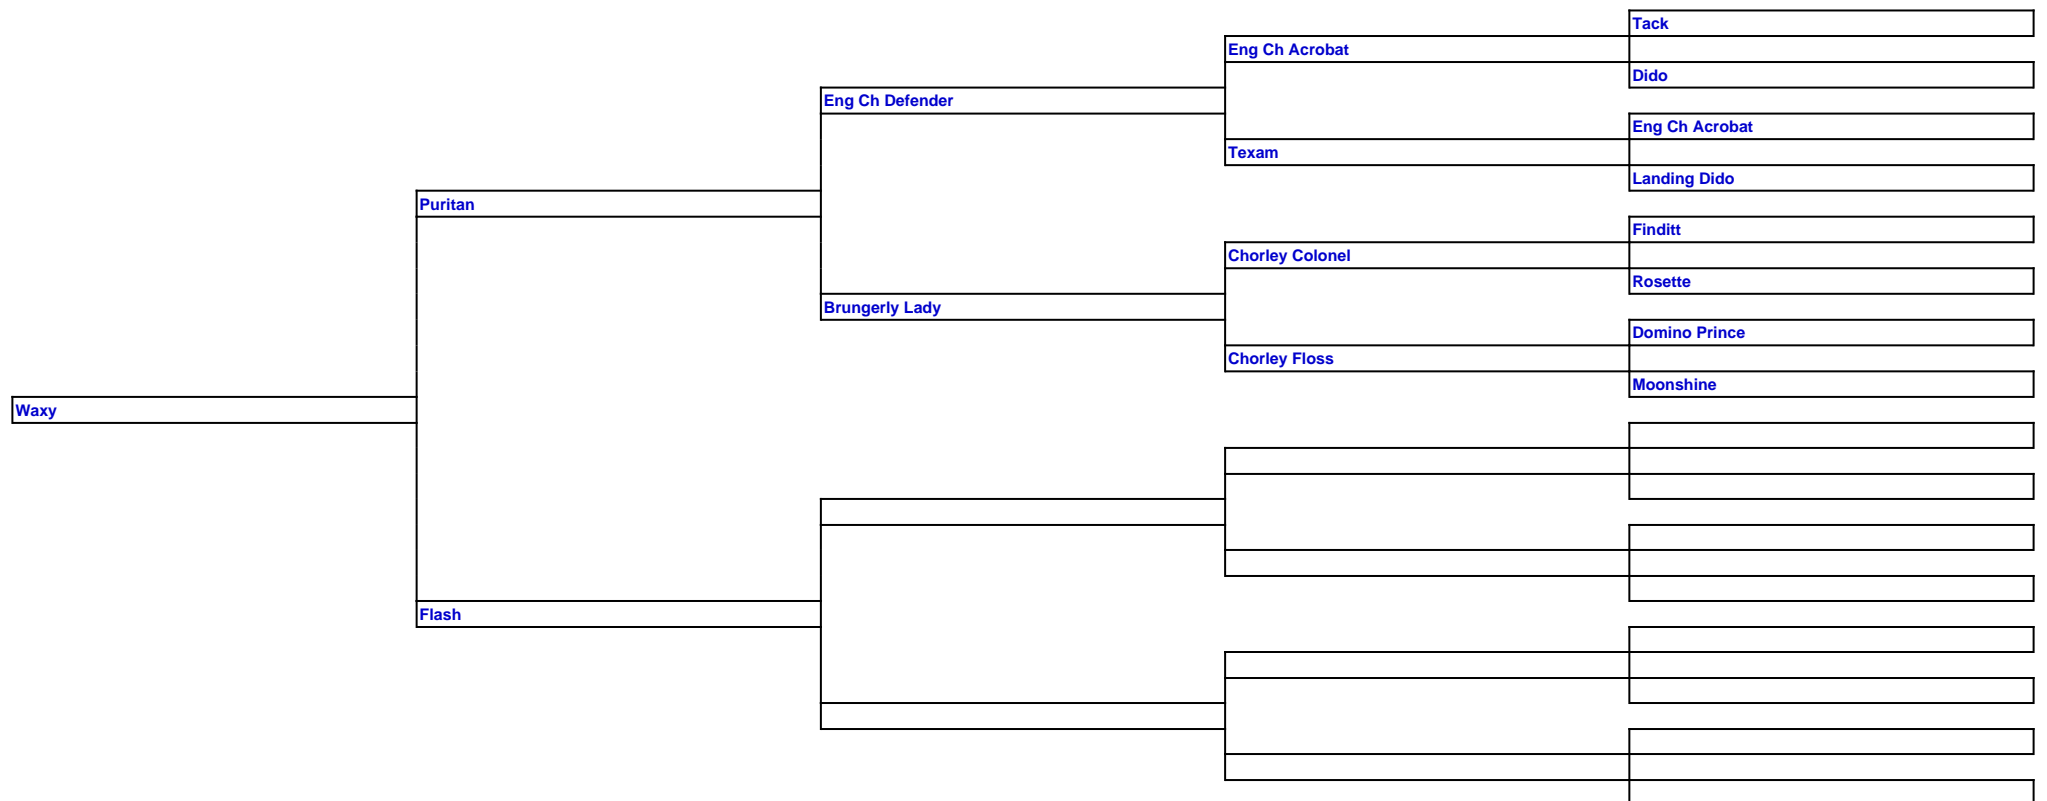 Tack
Eng Ch Acrobat
Dido
Eng Ch Defender
Eng Ch Acrobat
Texam
Landing Dido
Puritan
Finditt
Chorley Colonel
Rosette
Brungerly Lady
Domino Prince
Chorley Floss
Moonshine
Waxy
Flash